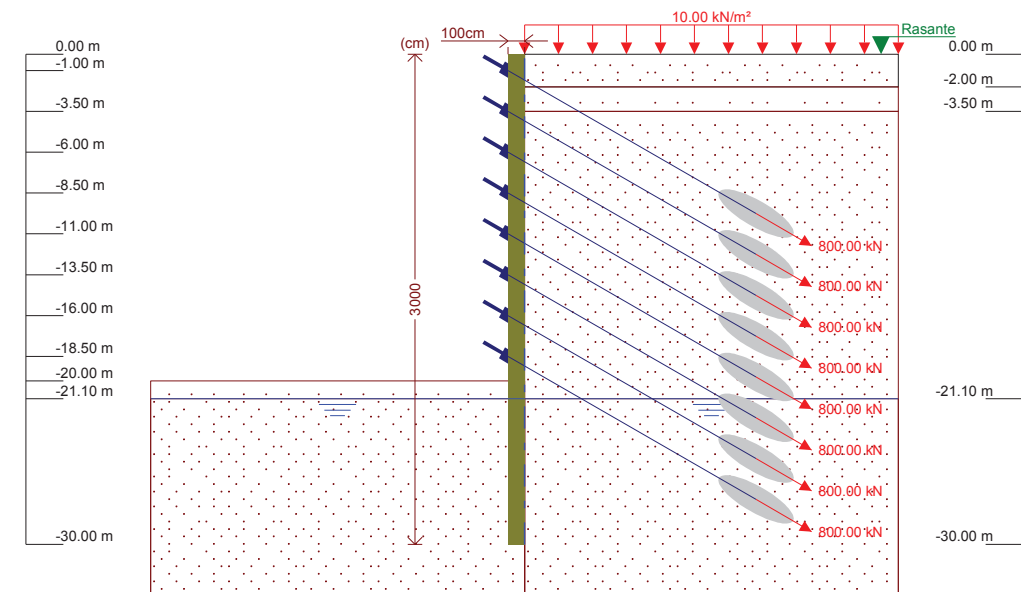 10.00 kN/m²
Rasante
100cm
(cm)
0.00 m
-1.00 m
-3.50 m
-6.00 m
-8.50 m
-11.00 m
-13.50 m
-16.00 m
-18.50 m
-20.00 m
-21.10 m
-30.00 m
3000
0.00 m
-2.00 m
-3.50 m
-21.10 m
-30.00 m
800.00 kN
800.00 kN
800.00 kN
800.00 kN
800.00 kN
800.00 kN
800.00 kN
800.00 kN